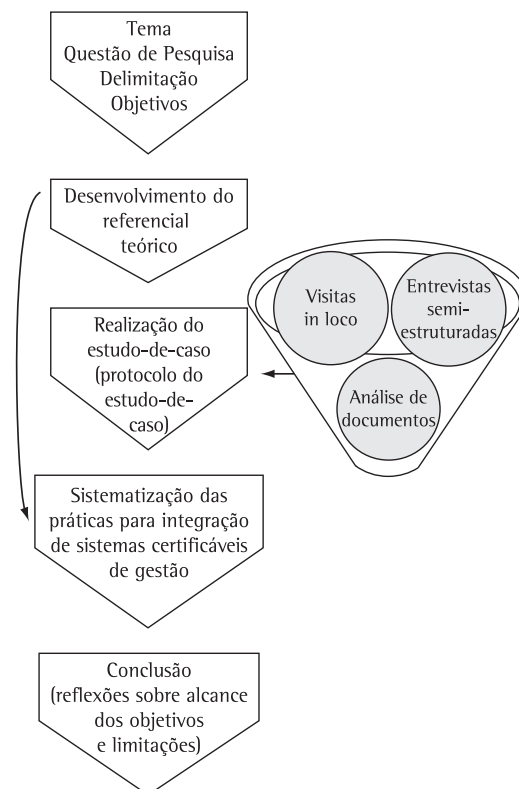 Tema
Questão de Pesquisa
Delimitação
Objetivos
Desenvolvimento do
referencial
teórico
Realização do
estudo-de-caso
(protocolo do
estudo-de-
caso)
Visitas
in loco
Entrevistas
semi-
estruturadas
Análise de
documentos
Sistematização das
práticas para integração
de sistemas certificáveis
de gestão
Conclusão
(reflexões sobre alcance
dos objetivos
e limitações)